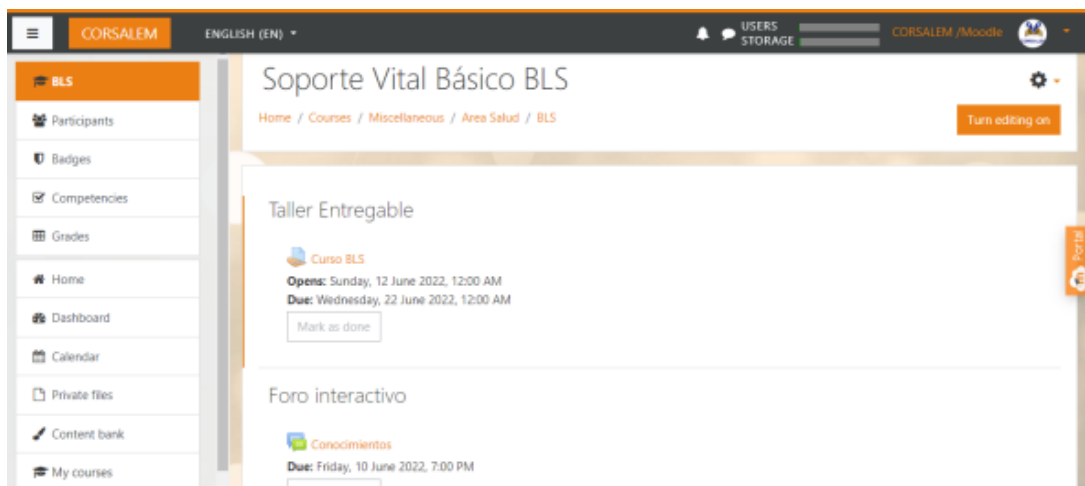 CORSALEM
ENGLISH (EN)
USERS
STORAGE
CORSALEM /Moodle
BLS
Participants
Badges
Competencies
Grades
Home
Dashboard
Calendar
Private files
Content bank
My courses
Soporte Vital Básico BLS
Home / Courses / Miscellaneous / Area Salud / BLS
Turn editing on
Taller Entregable
Curso BLS
Opens: Sunday, 12 June 2022, 12:00 AM
Due: Wednesday, 22 June 2022, 12:00 AM
Mark as done
Foro interactivo
Conocimientos
Due: Friday, 10 June 2022, 7:00 PM
Portal